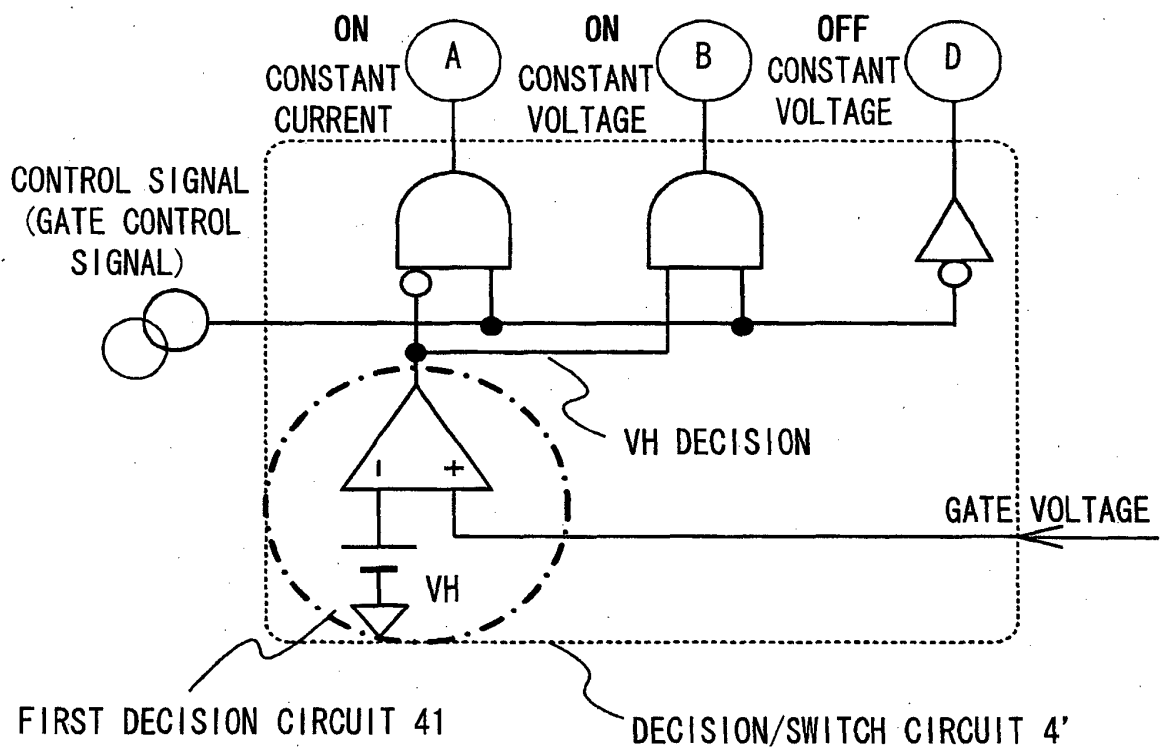 ON
CONSTANT
CURRENT
A
ON
CONSTANT
VOLTAGE
B
OFF
CONSTANT
VOLTAGE
D
CONTROL SIGNAL
(GATE CONTROL
SIGNAL)
VH DECISION
- +
GATE VOLTAGE
VH
FIRST DECISION CIRCUIT 41
DECISION/SWITCH CIRCUIT 4'